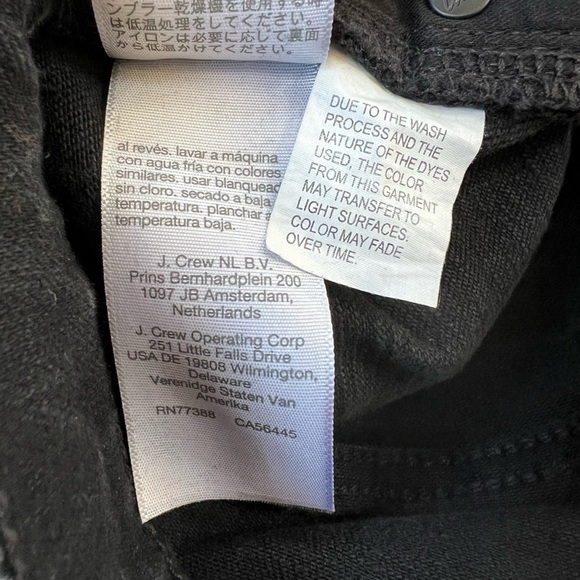 ンブラー乾燥機を使用する時
は低温処理をしてください。
アイロンは必要に応じて裏面
から低温かけてください。
al revés. lavar a máquina
con agua fría con colores
similares. usar
sin cloro. secado a baja
temperatura. planchar a
temperatura baja.
J. Crew NL B.V.
Prins Bernhardplein 200
1097 JB Amsterdam,
Netherlands
J. Crew Operating Corp
251 Little Falls Drive
USA DE 19808 Wilmington,
Delaware
Verenidge Staten Van
Amerika
RN77388 CA56445
DUE TO THE WASH
PROCESS AND THE
NATURE OF THE DYES
USED, THE COLOR
FROM THIS GARMENT
MAY TRANSFER TO
LIGHT SURFACES.
COLOR MAY FADE
OVER TIME.